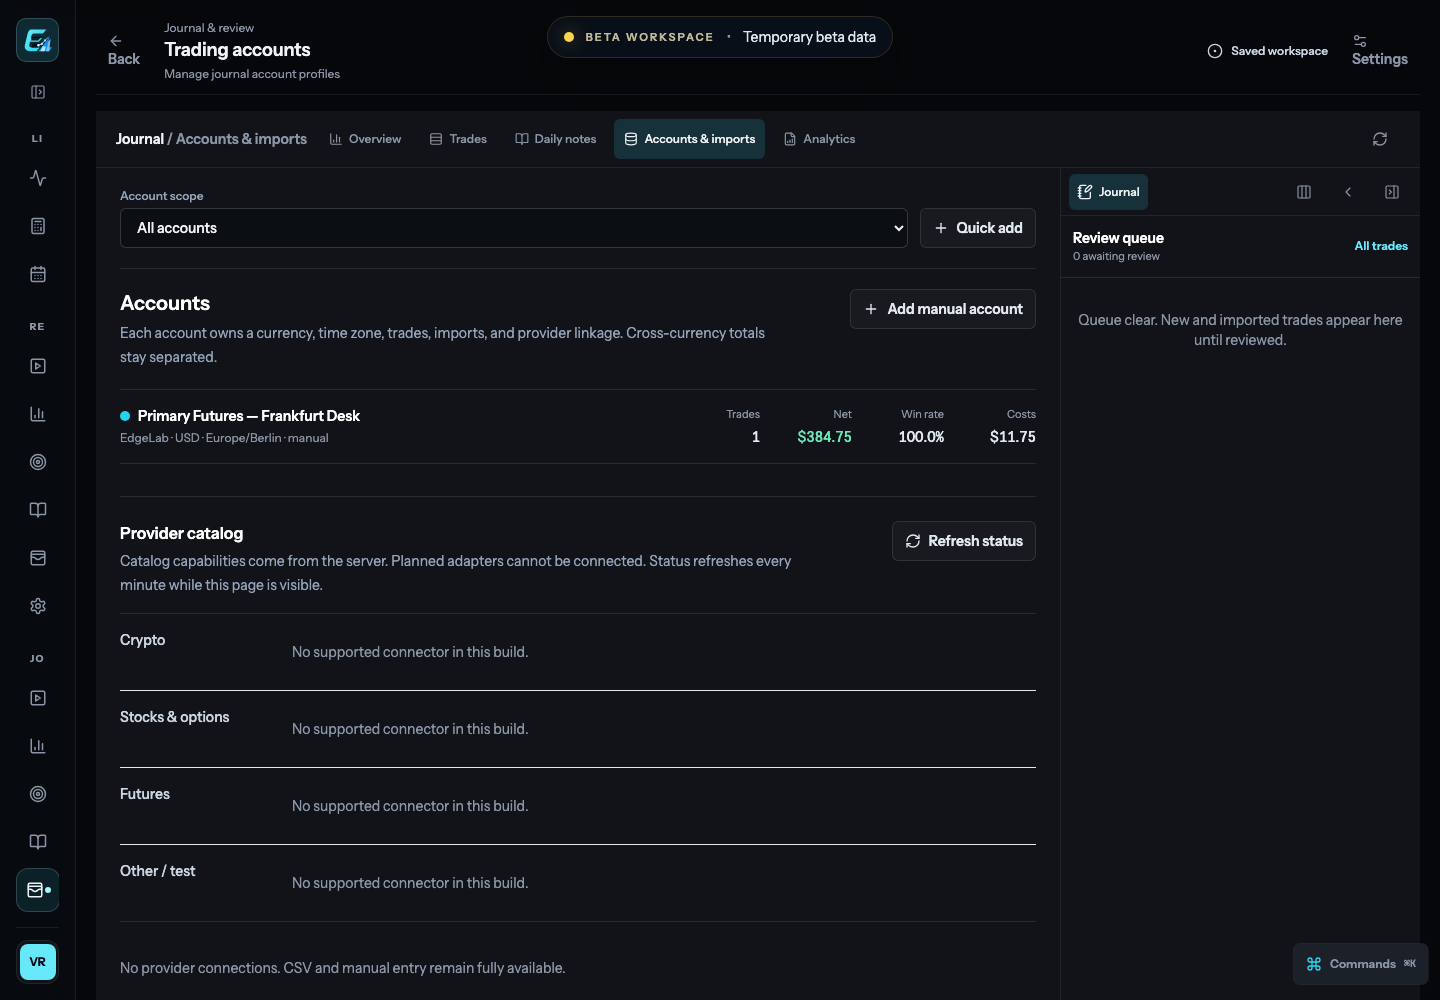 Back
Journal & review
Trading accounts
Manage journal account profiles
BETA WORKSPACE · Temporary beta data
Saved workspace
Settings
LI
RE
JO
VR
Journal / Accounts & imports
Overview
Trades
Daily notes
Accounts & imports
Analytics
Account scope
All accounts
Quick add
Accounts
Each account owns a currency, time zone, trades, imports, and provider linkage. Cross-currency totals
stay separated.
Add manual account
Primary Futures — Frankfurt Desk
EdgeLab · USD · Europe/Berlin · manual
Trades
1
Net
$384.75
Win rate
100.0%
Costs
$11.75
Provider catalog
Catalog capabilities come from the server. Planned adapters cannot be connected. Status refreshes every
minute while this page is visible.
Refresh status
Crypto
No supported connector in this build.
Stocks & options
No supported connector in this build.
Futures
No supported connector in this build.
Other / test
No supported connector in this build.
No provider connections. CSV and manual entry remain fully available.
Journal
Review queue
0 awaiting review
All trades
Queue clear. New and imported trades appear here
until reviewed.
Commands ⌘K